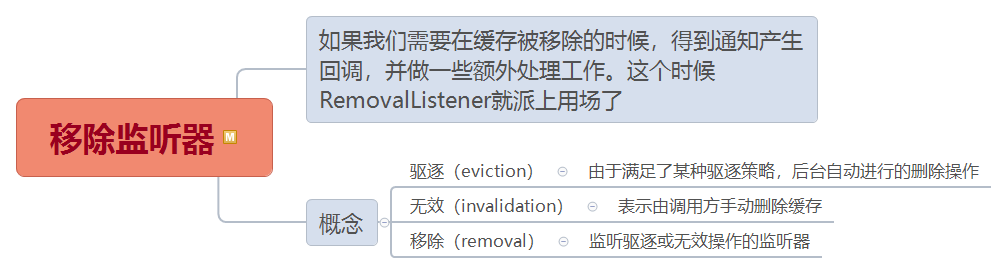 如果我们需要在缓存被移除的时候，得到通知产生
回调，并做一些额外处理工作。这个时候
RemovalListener就派上用场了
移除监听器 M
驱逐（eviction） 由于满足了某种驱逐策略，后台自动进行的删除操作
概念
无效（invalidation） 表示由调用方手动删除缓存
移除（removal） 监听驱逐或无效操作的监听器